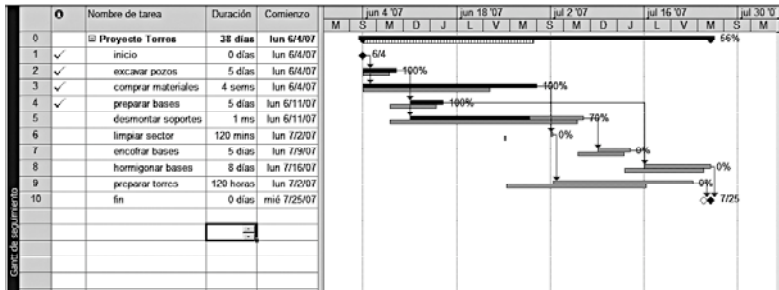 Nombre de tarea Duración Comienzo jun 4 '07 jun 18 '07 jul 2 '07 jul 16 '07 jul 30 '0
M S M D J L V M S M D J L V M S M
0 Proyecto Torres 38 días lun 6/4/07 56%
1 inicio 0 días lun 6/4/07 6/4
2 excavar pozos 5 días lun 6/4/07 100%
3 comprar materiales 4 sems lun 6/4/07 100%
4 preparar bases 5 días lun 6/11/07 100%
5 desmontar soportes 1 ms lun 6/11/07 70%
6 limpiar sector 120 mins lun 7/2/07 0%
7 encofrar bases 5 días lun 7/9/07 0%
8 hormigonar bases 8 días lun 7/16/07 0%
9 preparar torres 120 horas lun 7/2/07 0%
10 fin 0 días mié 7/25/07 7/25
Gantt de seguimiento